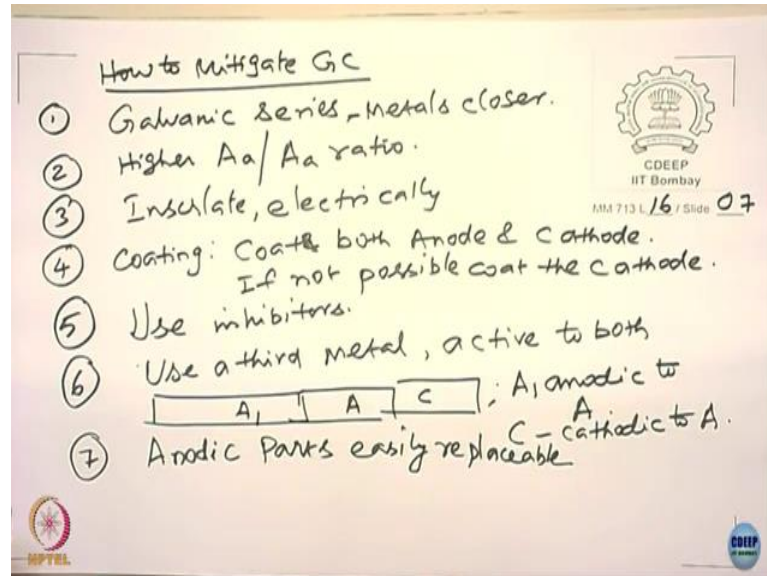 How to Mitigate GC
① Galvanic Series - Metals closer.
② Higher Aa/Aa ratio.
③ Insulate, electrically
④ Coating: Coat both Anode & Cathode.
If not possible coat the Cathode.
⑤ Use inhibitors.
⑥ Use a third metal, active to both
A₁ A C ; A₁ anodic to A
C - cathodic to A.
⑦ Anodic Parts easily replaceable
CDEEP
IIT Bombay
MM 713 L 16 / Slide 07
NPTEL
CDEEP